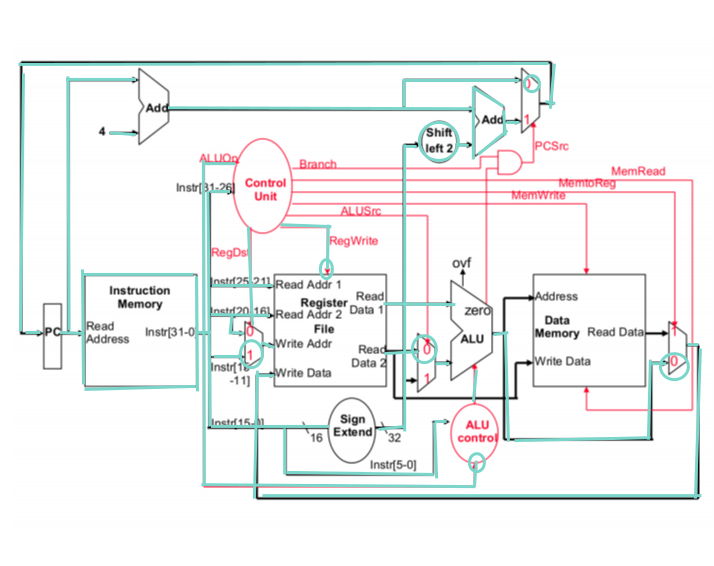 0
Add
Add
4
1
Shift
left 2
PCSrc
ALUOp
Branch
MemRead
Instr[31-26]
Control
Unit
MemtoReg
MemWrite
ALUSrc
RegWrite
RegDst
ovf
Instr[25-21]
Read Addr 1
Instruction
Memory
Register
File
Read
Data 1
zero
Address
Instr[20-16]
Read Addr 2
Data
Memory
PC
Read
Address
Instr[31-0]
0
Write Addr
ALU
Read Data
1
1
Read
Data 2
0
Write Data
0
Instr[15
-11]
Write Data
1
Instr[15-0]
Sign
Extend
16
32
ALU
control
Instr[5-0]